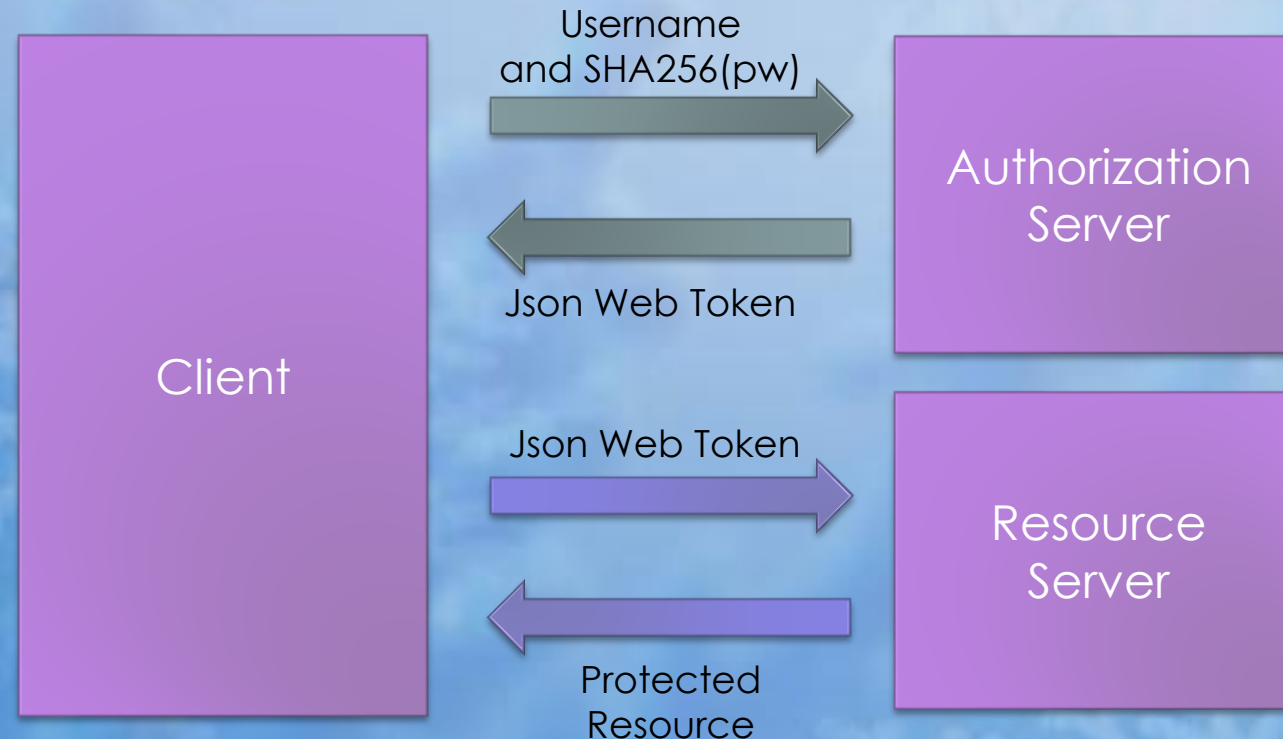 Username
and SHA256(pw)
Authorization
Server
Json Web Token
Client
Json Web Token
Resource
Server
Protected
Resource